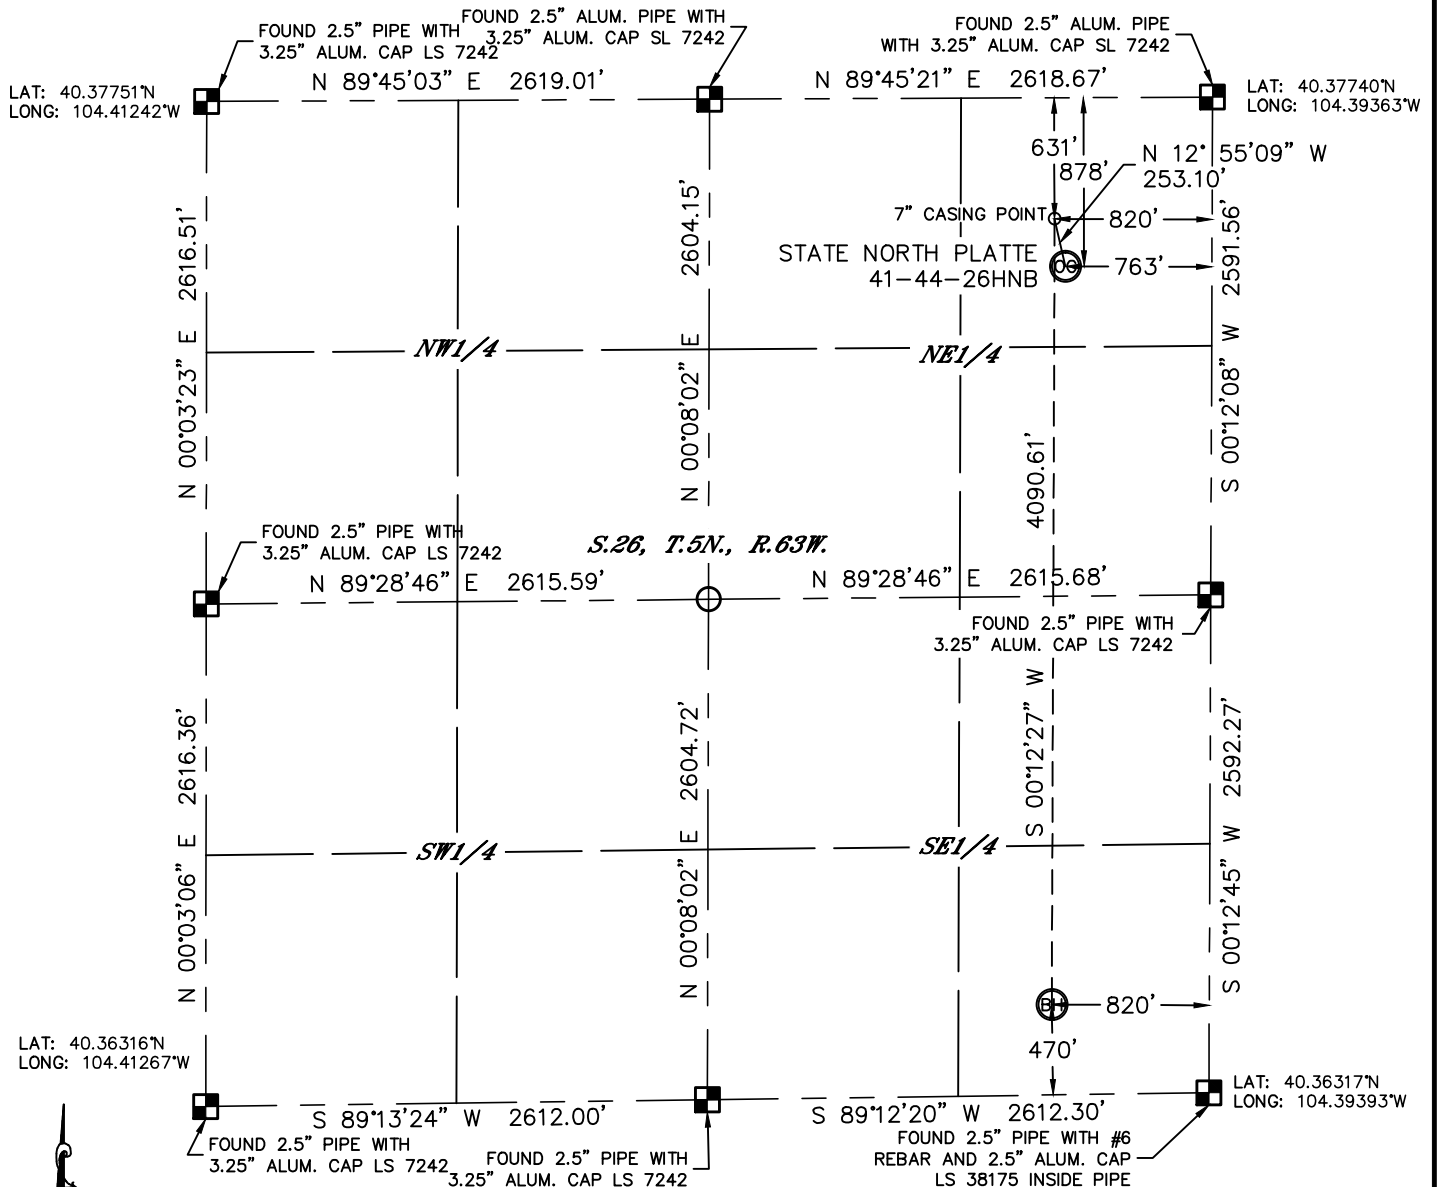 FOUND 2.5" PIPE WITH
3.25" ALUM. CAP LS 7242
FOUND 2.5" ALUM. PIPE WITH
3.25" ALUM. CAP SL 7242
FOUND 2.5" ALUM. PIPE
WITH 3.25" ALUM. CAP SL 7242
LAT: 40.37751°N
LONG: 104.41242°W
N 89°45'03" E 2619.01'
N 89°45'21" E 2618.67'
LAT: 40.37740°N
LONG: 104.39363°W
631'
878'
N 12° 55'09" W
253.10'
7" CASING POINT
820'
STATE NORTH PLATTE
41-44-26HNB
OG
763'
N 00°03'23" E 2616.51'
N 00°08'02" E 2604.15'
S 00°12'08" W 2591.56'
NW1/4
NE1/4
4090.61'
FOUND 2.5" PIPE WITH
3.25" ALUM. CAP LS 7242
S.26, T.5N., R.63W.
N 89°28'46" E 2615.59'
N 89°28'46" E 2615.68'
FOUND 2.5" PIPE WITH
3.25" ALUM. CAP LS 7242
N 00°03'06" E 2616.36'
N 00°08'02" E 2604.72'
S 00°12'27" W
S 00°12'45" W 2592.27'
SW1/4
SE1/4
BH
820'
470'
LAT: 40.36316°N
LONG: 104.41267°W
LAT: 40.36317°N
LONG: 104.39393°W
S 89°13'24" W 2612.00'
S 89°12'20" W 2612.30'
FOUND 2.5" PIPE WITH
3.25" ALUM. CAP LS 7242
FOUND 2.5" PIPE WITH
3.25" ALUM. CAP LS 7242
FOUND 2.5" PIPE WITH #6
REBAR AND 2.5" ALUM. CAP
LS 38175 INSIDE PIPE